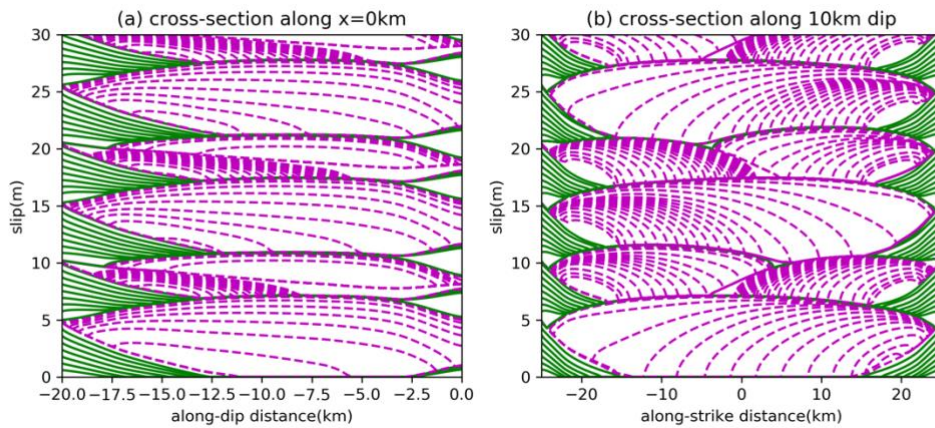 (a) cross-section along x=0km
(b) cross-section along 10km dip
slip(m)
30
25
20
15
10
5
0
−20.0 −17.5 −15.0 −12.5 −10.0 −7.5 −5.0 −2.5 0.0
along-dip distance(km)
slip(m)
30
25
20
15
10
5
0
−20 −10 0 10 20
along-strike distance(km)